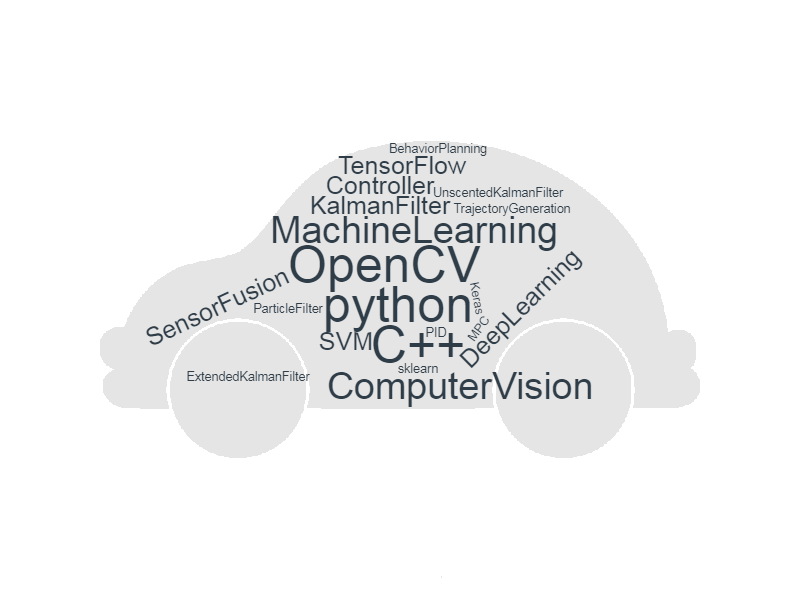 BehaviorPlanning
TensorFlow
Controller
UnscentedKalmanFilter
KalmanFilter
TrajectoryGeneration
MachineLearning
OpenCV
SensorFusion
ParticleFilter
python
Keras
DeepLearning
SVM
C++
PID
MPC
sklearn
ExtendedKalmanFilter
ComputerVision